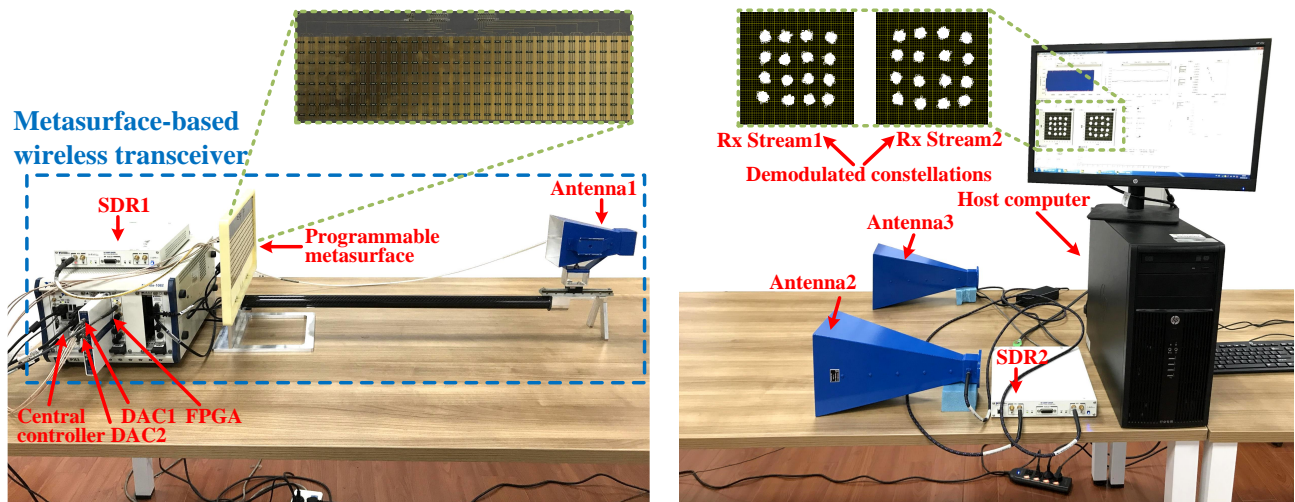 Metasurface-based
wireless transceiver
SDR1
Antenna1
Programmable
metasurface
Central
controller
DAC1
FPGA
DAC2
Rx Stream1
Rx Stream2
Demodulated constellations
Host computer
Antenna3
Antenna2
SDR2